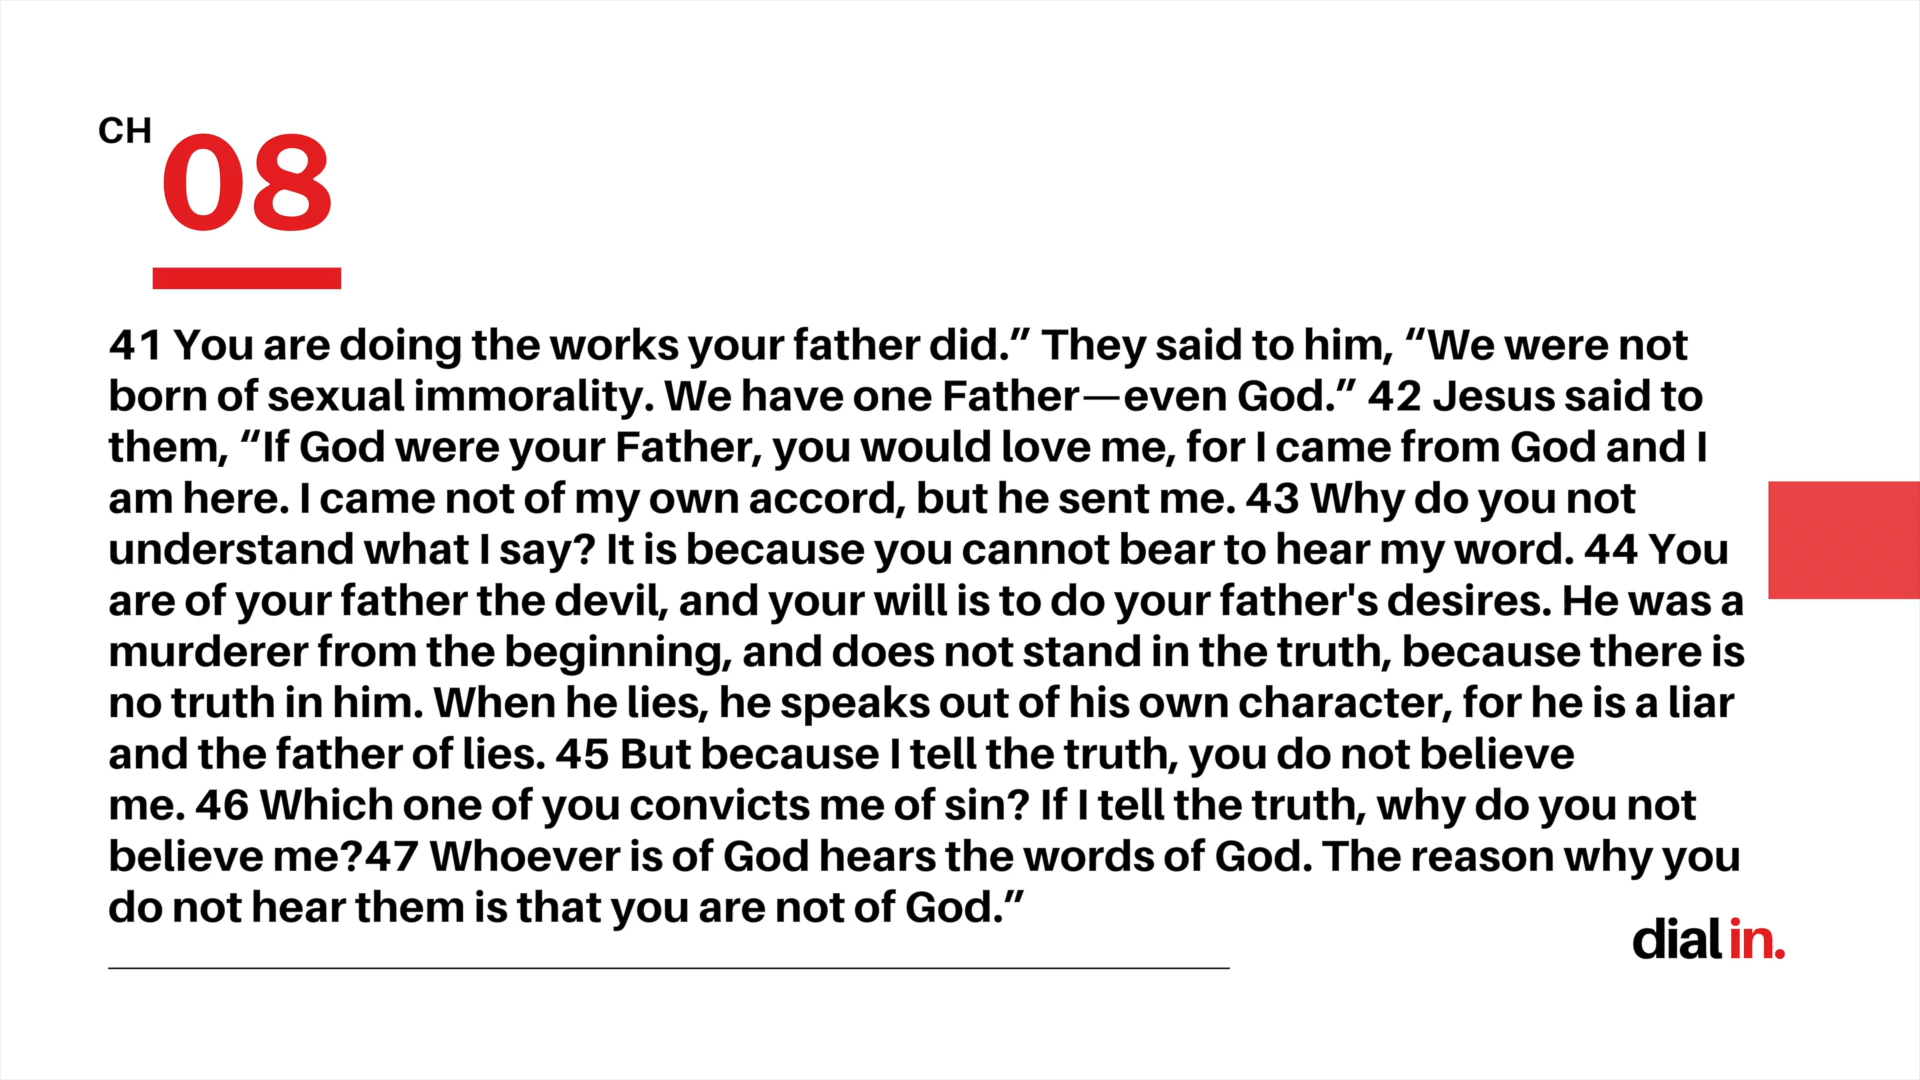 CH
08
41 You are doing the works your father did.” They said to him, “We were not
born of sexual immorality. We have one Father—even God.” 42 Jesus said to
them, “If God were your Father, you would love me, for I came from God and I
am here. I came not of my own accord, but he sent me. 43 Why do you not
understand what I say? It is because you cannot bear to hear my word. 44 You
are of your father the devil, and your will is to do your father's desires. He was a
murderer from the beginning, and does not stand in the truth, because there is
no truth in him. When he lies, he speaks out of his own character, for he is a liar
and the father of lies. 45 But because I tell the truth, you do not believe
me. 46 Which one of you convicts me of sin? If I tell the truth, why do you not
believe me?47 Whoever is of God hears the words of God. The reason why you
do not hear them is that you are not of God.”
dial in.